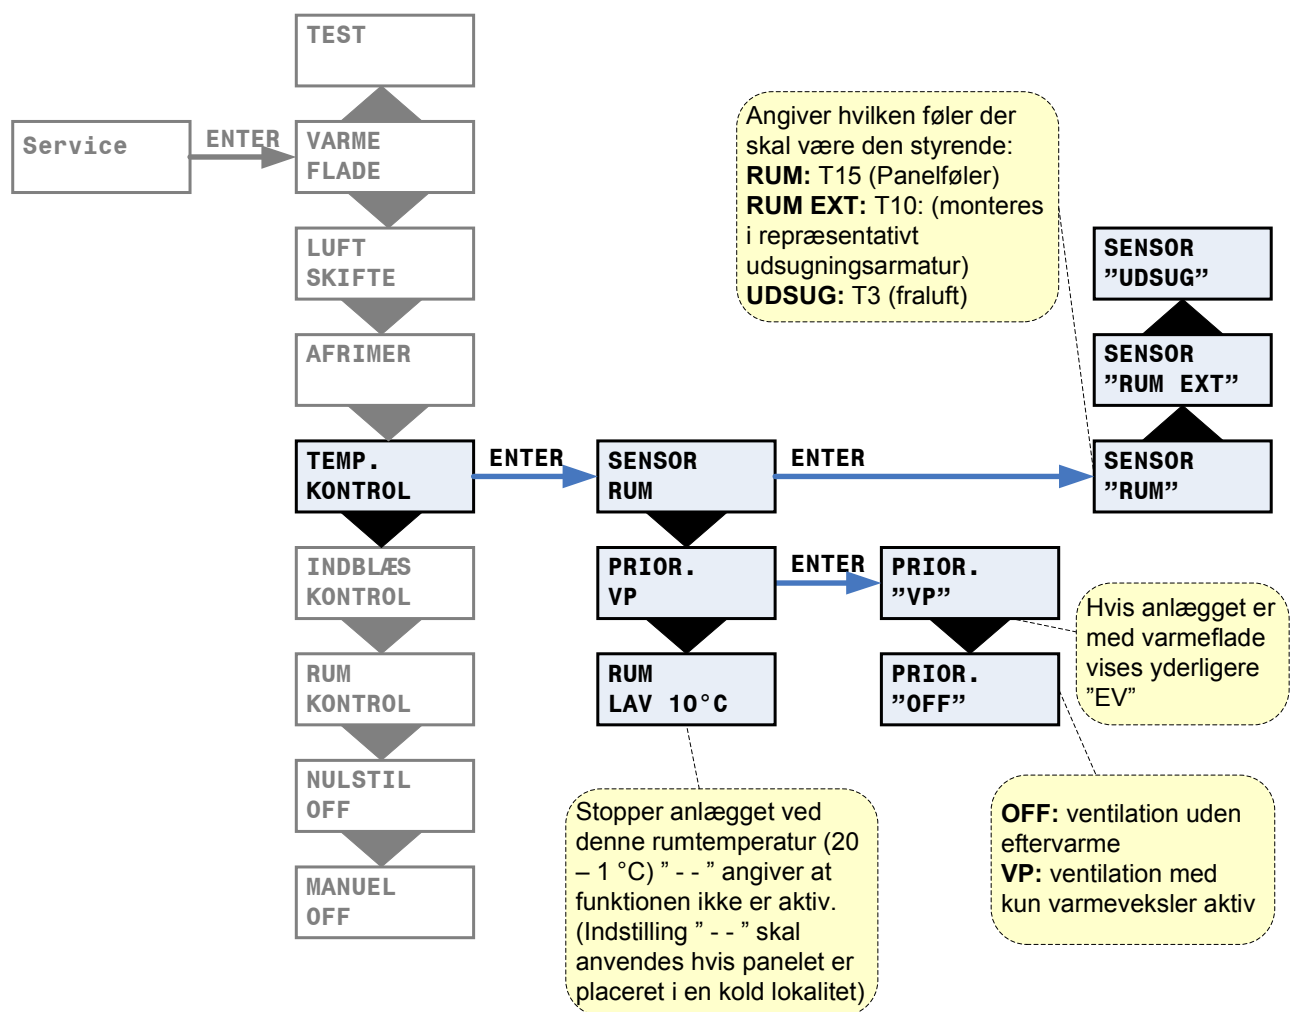 TEST
Service
ENTER
VARME
FLADE
LUFT
SKIFTE
AFRIMER
TEMP.
KONTROL
INDBLÆS
KONTROL
RUM
KONTROL
NULSTIL
OFF
MANUEL
OFF
ENTER
SENSOR
RUM
PRIOR.
VP
RUM
LAV 10°C
Stopper anlægget ved
denne rumtemperatur (20
– 1 °C) ” - - ” angiver at
funktionen ikke er aktiv.
(Indstilling ” - - ” skal
anvendes hvis panelet er
placeret i en kold lokalitet)
ENTER
SENSOR
”RUM”
SENSOR
”RUM EXT”
SENSOR
”UDSUG”
Angiver hvilken føler der
skal være den styrende:
RUM: T15 (Panelføler)
RUM EXT: T10: (monteres
i repræsentativt
udsugningsarmatur)
UDSUG: T3 (fraluft)
ENTER
PRIOR.
”VP”
PRIOR.
”OFF”
Hvis anlægget er
med varmeflade
vises yderligere
”EV”
OFF: ventilation uden
eftervarme
VP: ventilation med
kun varmeveksler aktiv